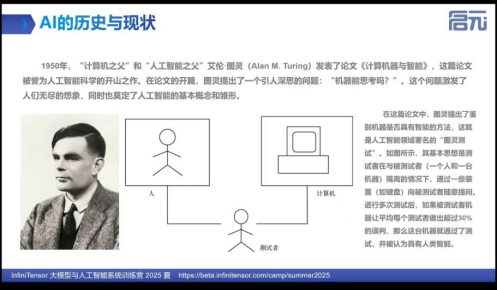 AI的历史与现状
启元
1950年，“计算机之父”和“人工智能之父”艾伦·图灵（Alan M. Turing）发表了论文《计算机器与智能》，这篇论文
被誉为人工智能科学的开山之作。在论文的开篇，图灵提出了一个引人深思的问题：“机器能思考吗？”。这个问题激发了
人们无尽的想象，同时也奠定了人工智能的基本概念和雏形。
人
计算机
测试者
在这篇论文中，图灵提出了鉴
别机器是否具有智能的方法，这就
是人工智能领域著名的“图灵测
试”。如图所示，其基本思想是测
试者在与被测试者（一个人和一台
机器）隔离的情况下，通过一些装
置（如键盘）向被测试者随意提问。
进行多次测试后，如果被测试者机
器让平均每个测试者做出超过30%
的误判，那么这台机器就通过了测
试，并被认为具有人类智能。
InfiniTensor 大模型与人工智能系统训练营 2025 夏 https://beta.infinitensor.com/camp/summer2025